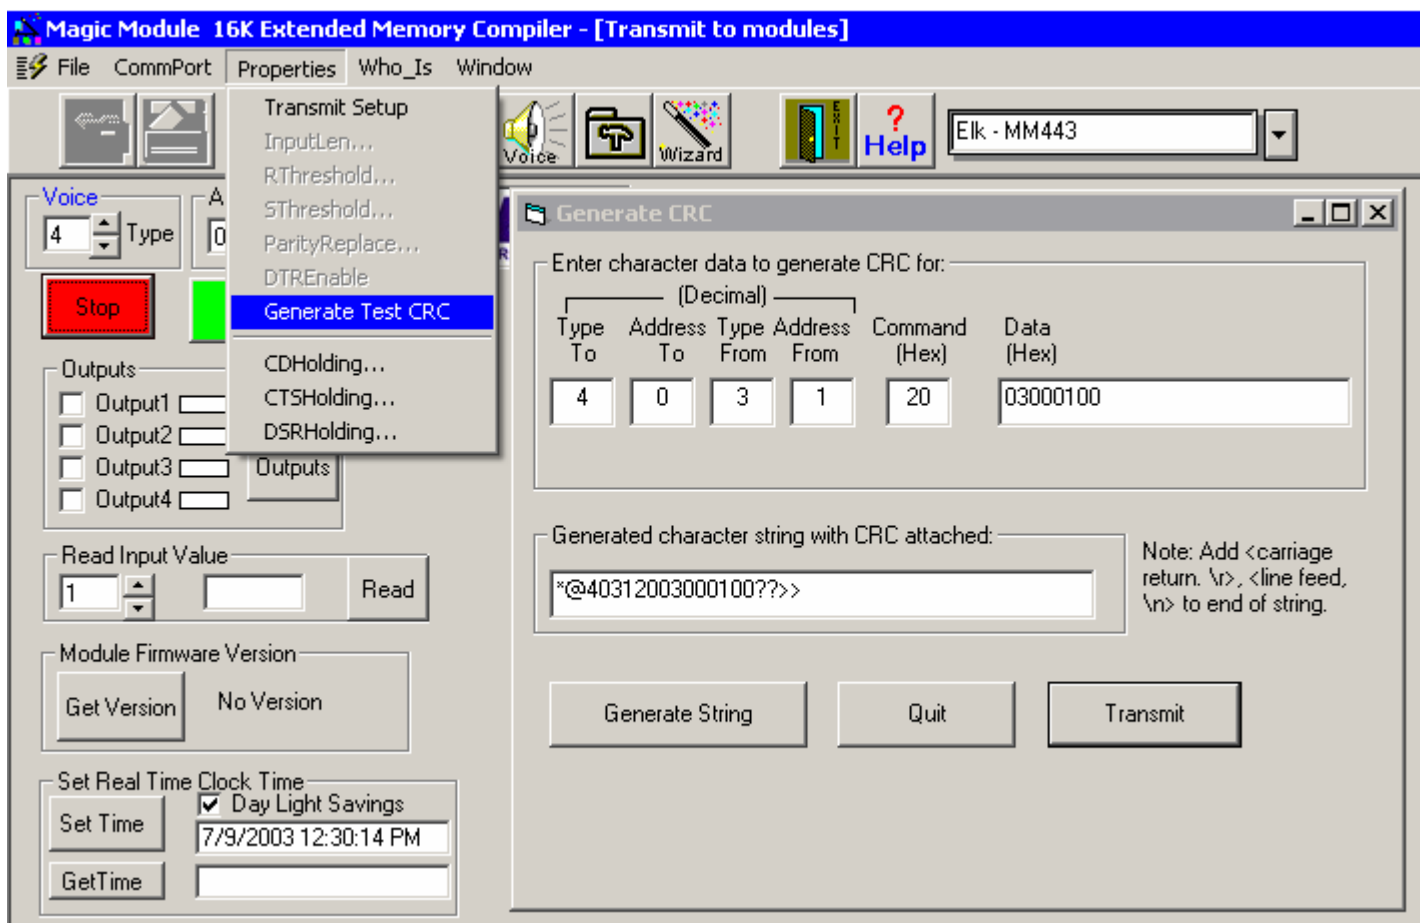 Magic Module 16K Extended Memory Compiler - [Transmit to modules]
File CommPort Properties Who_Is Window
Transmit Setup
InputLen...
RThreshold...
SThreshold...
ParityReplace...
DTREnable
Generate Test CRC
CDHolding...
CTSHolding...
DSRHolding...
Voice
Wizard
EXIT
?
Help
Elk - MM443
Voice
4 Type
A
0
R
Stop
Outputs
Output1
Output2
Output3
Output4
Outputs
Read Input Value
1 Read
Module Firmware Version
Get Version No Version
Set Real Time Clock Time
Set Time
Day Light Savings
7/9/2003 12:30:14 PM
GetTime
Generate CRC
Enter character data to generate CRC for:
(Decimal)
Type Address Type Address Command Data
To To From From (Hex) (Hex)
4 0 3 1 20 03000100
Generated character string with CRC attached:
*@40312003000100??>>
Note: Add <carriage
return. \r>, <line feed,
\n> to end of string.
Generate String Quit Transmit